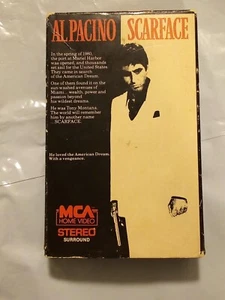 AL PACINO SCARFACE
In the spring of 1980,
the port at Mariel Harbor
was opened, and thousands
set sail for the United States.
They came in search
of the American Dream.
One of them found it on the
sun-washed avenues of
Miami... wealth, power and
passion beyond
his wildest dreams.
He was Tony Montana.
The world will remember
him by another name
...SCARFACE.
He loved the American Dream.
With a vengeance.
MCA
HOME VIDEO
STEREO
SURROUND